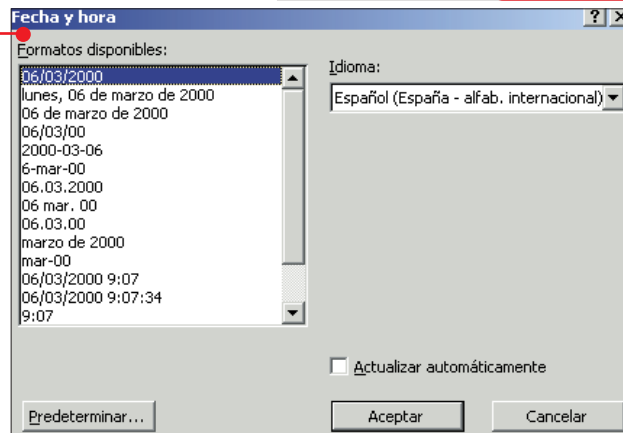 Fecha y hora
Formatos disponibles:
06/03/2000
lunes, 06 de marzo de 2000
06 de marzo de 2000
06/03/00
2000-03-06
6-mar-00
06.03.2000
06 mar. 00
06.03.00
marzo de 2000
mar-00
06/03/2000 9:07
06/03/2000 9:07:34
9:07
Idioma:
Español (España - alfab. internacional)
Actualizar automáticamente
Predeterminar...
Aceptar
Cancelar